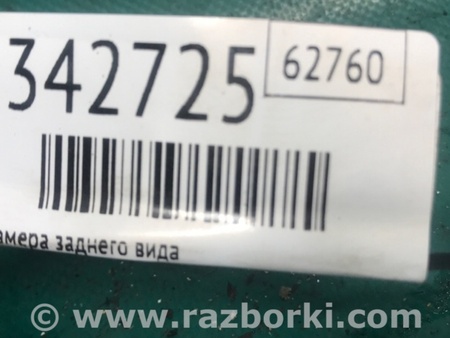 342725
62760
амера заднего вида
© www.razborki.com